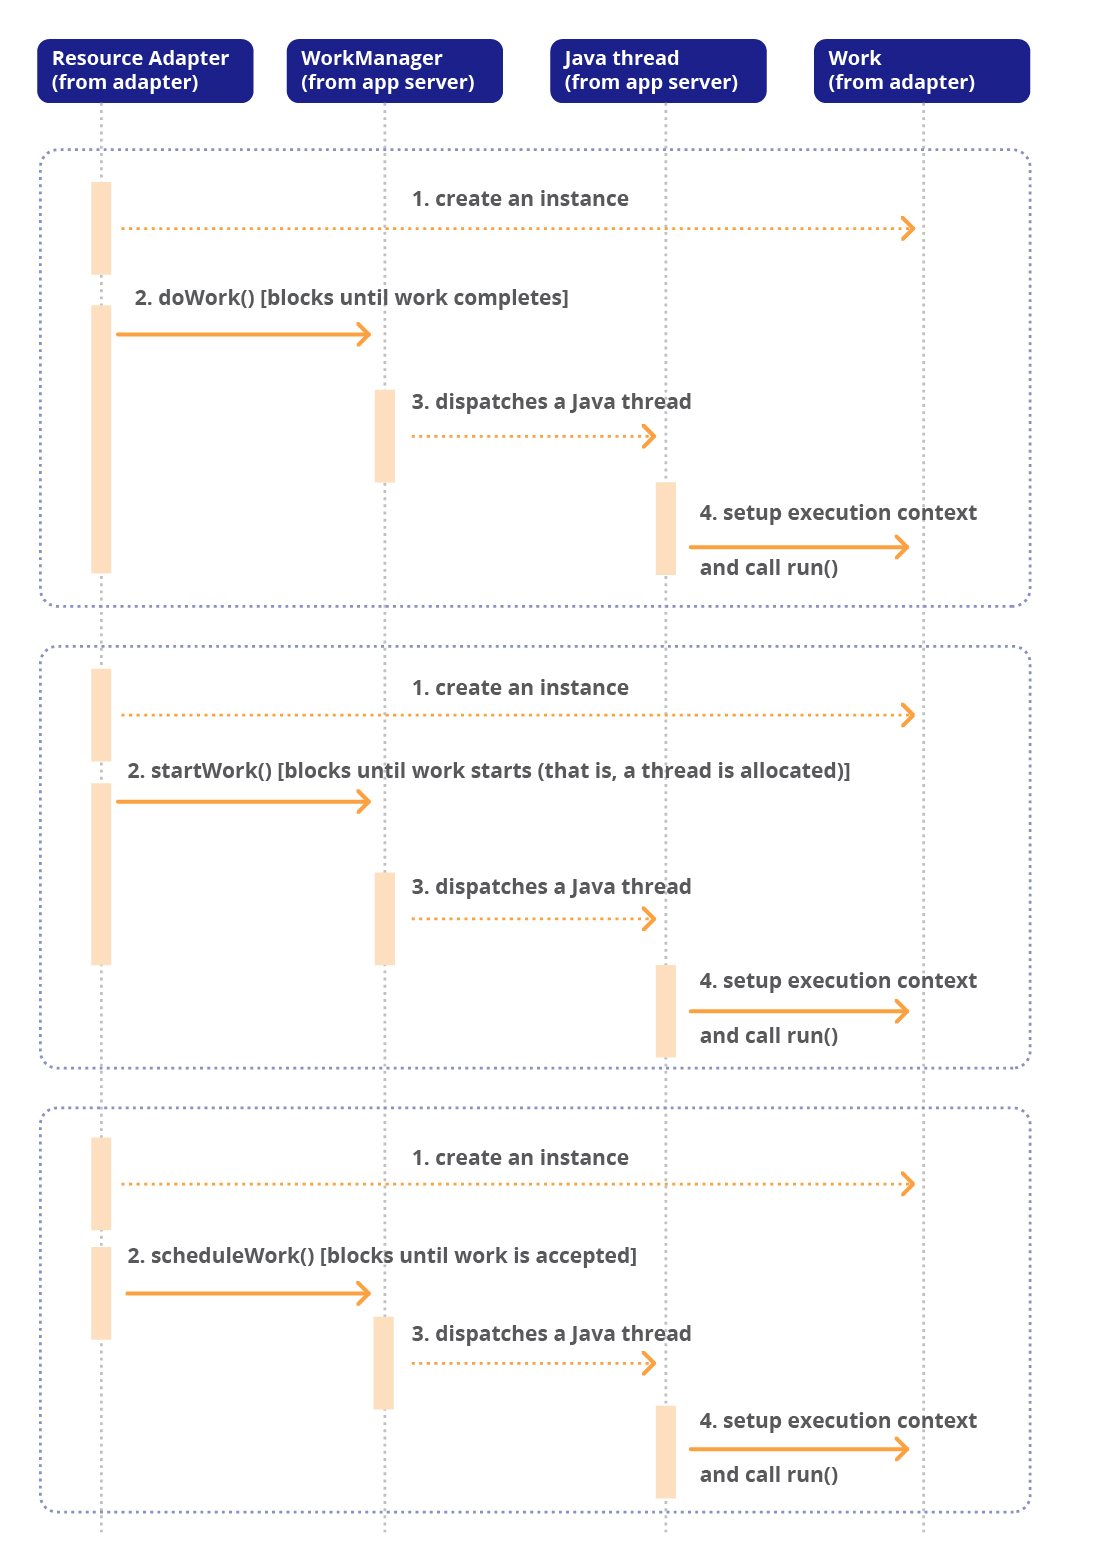 Resource Adapter
(from adapter)
WorkManager
(from app server)
Java thread
(from app server)
Work
(from adapter)
1. create an instance
2. doWork() [blocks until work completes]
3. dispatches a Java thread
4. setup execution context
and call run()
1. create an instance
2. startWork() [blocks until work starts (that is, a thread is allocated)]
3. dispatches a Java thread
4. setup execution context
and call run()
1. create an instance
2. scheduleWork() [blocks until work is accepted]
3. dispatches a Java thread
4. setup execution context
and call run()